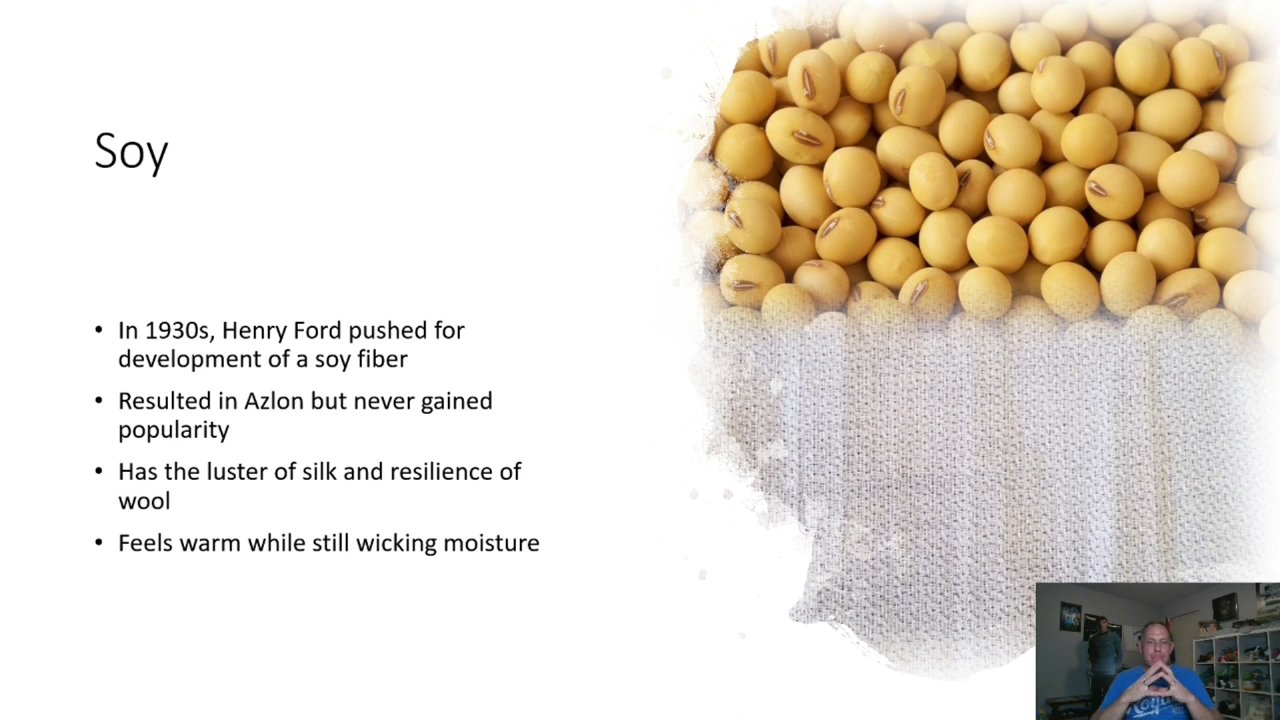 Soy
• In 1930s, Henry Ford pushed for
development of a soy fiber
• Resulted in Azlon but never gained
popularity
• Has the luster of silk and resilience of
wool
• Feels warm while still wicking moisture
Royals